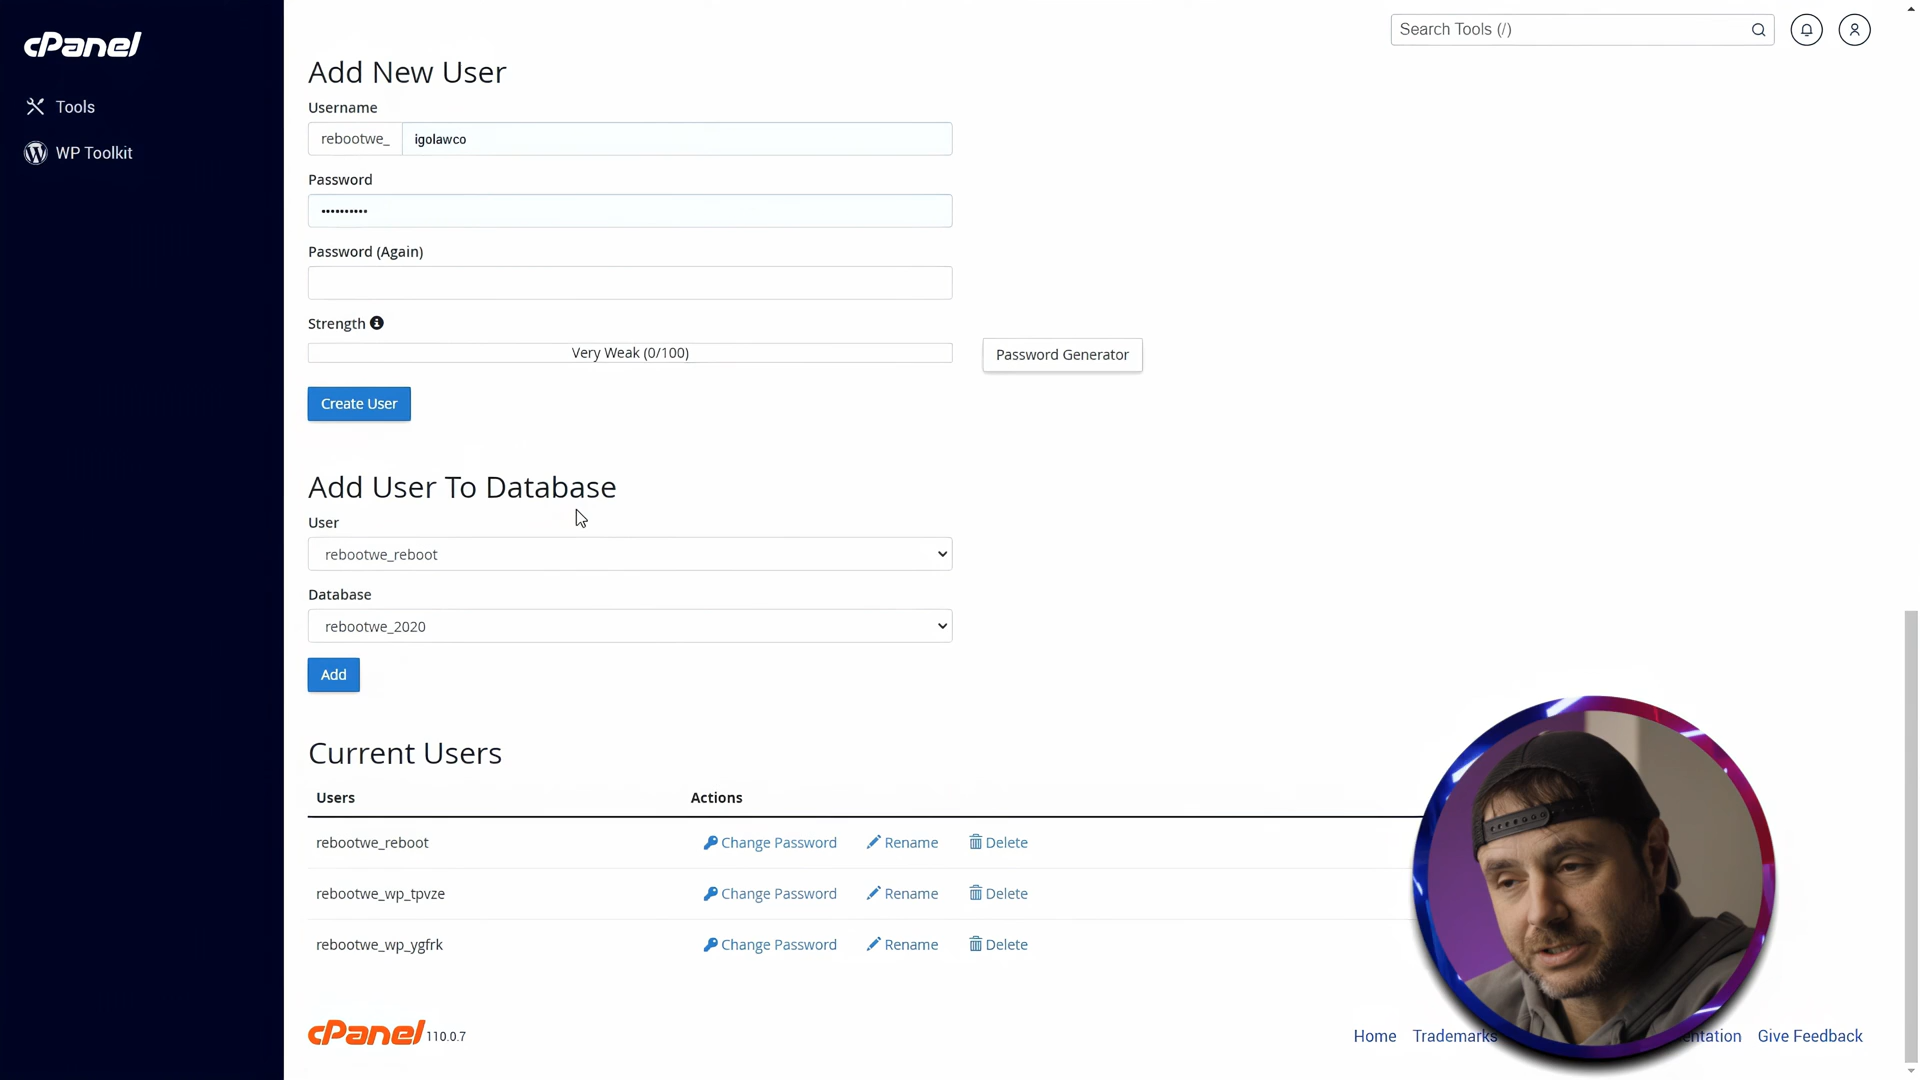 cPanel
Tools
WP Toolkit
Search Tools (/)
Add New User
Username
rebootwe_ igolawco
Password
••••••••••
Password (Again)
Strength
Very Weak (0/100)
Password Generator
Create User
Add User To Database
User
rebootwe_reboot
Database
rebootwe_2020
Add
Current Users
Users Actions
rebootwe_reboot Change Password Rename Delete
rebootwe_wp_tpvze Change Password Rename Delete
rebootwe_wp_ygfrk Change Password Rename Delete
cPanel 110.0.7
Home Trademarks entation Give Feedback